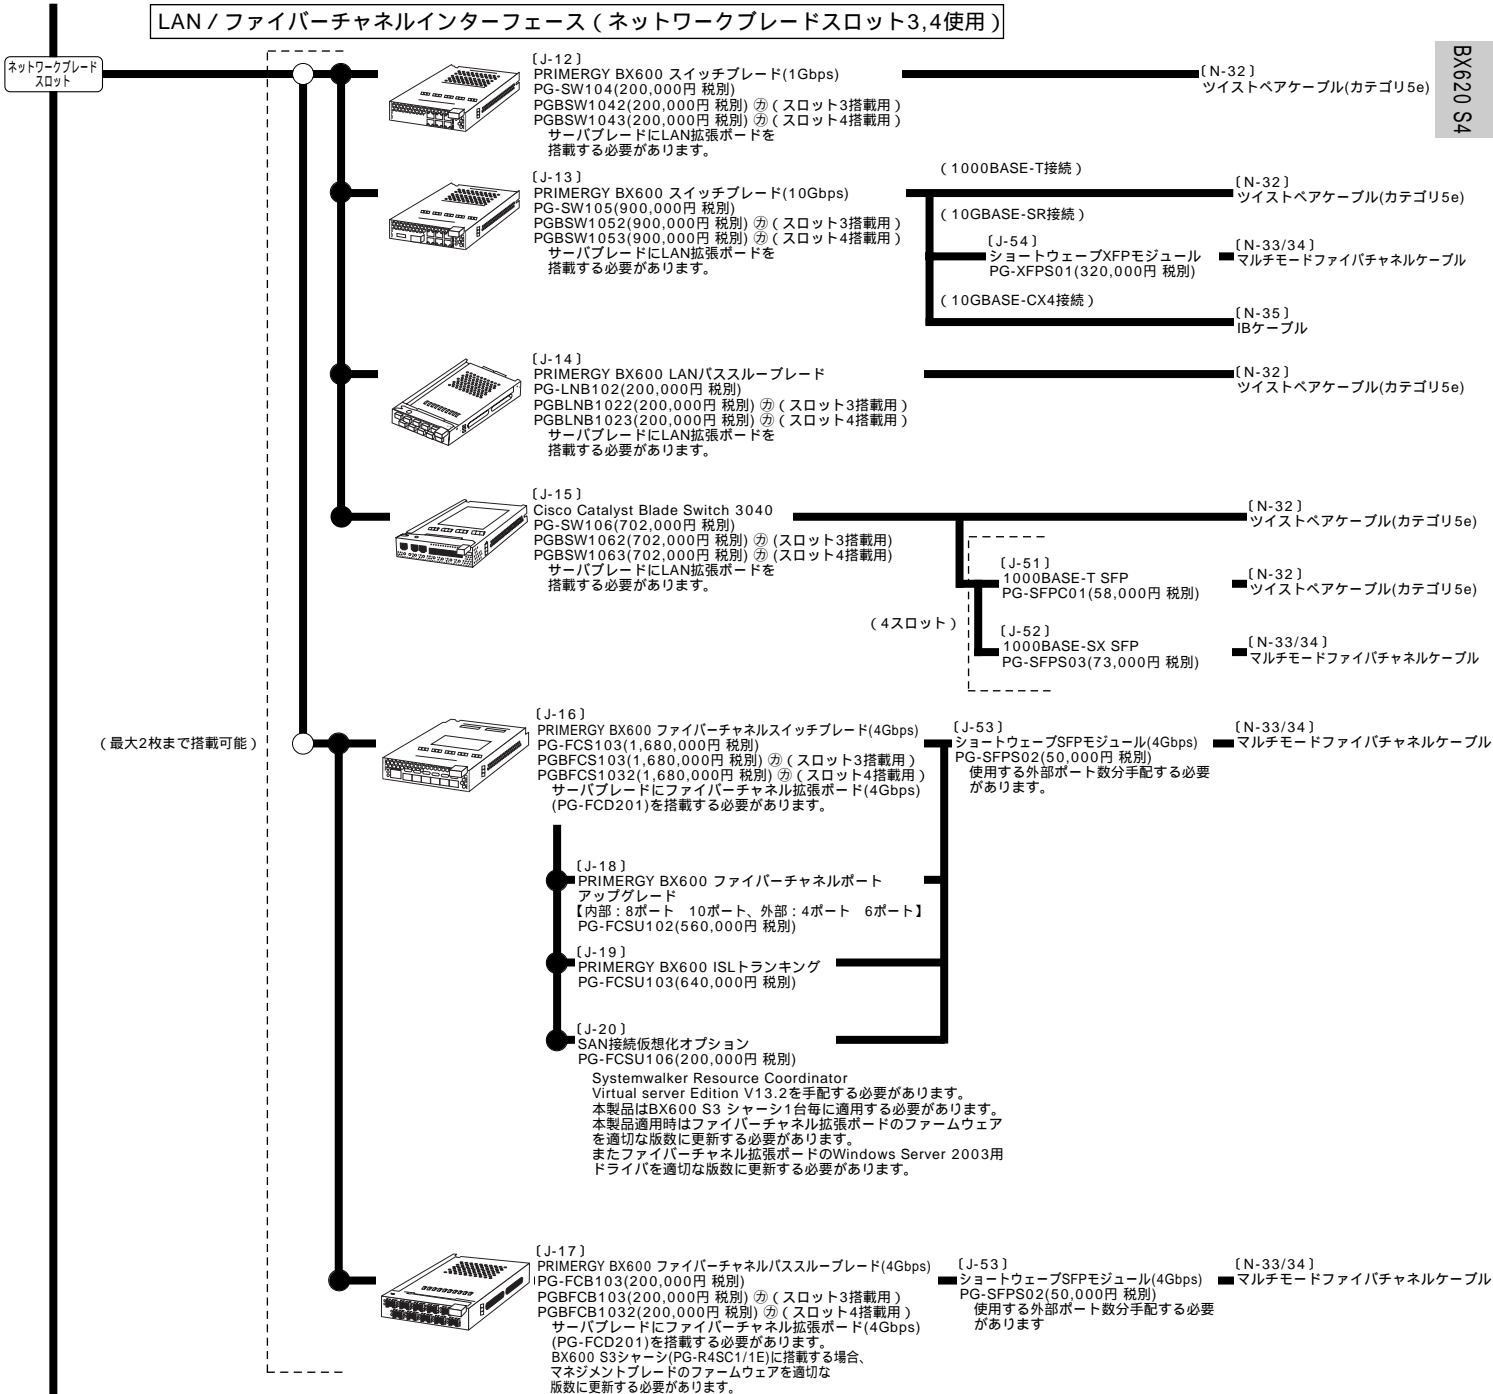 LAN / ファイバーチャネルインターフェース ( ネットワークブレードスロット3,4使用 )
BX620 S4
ネットワークブレード
スロット
〔J-12〕
PRIMERGY BX600 スイッチブレード(1Gbps)
PG-SW104(200,000円 税別)
PGBSW1042(200,000円 税別) ㋕ ( スロット3搭載用 )
PGBSW1043(200,000円 税別) ㋕ ( スロット4搭載用 )
サーバブレードにLAN拡張ボードを
搭載する必要があります。
〔N-32〕
ツイストペアケーブル(カテゴリ5e)
〔J-13〕
PRIMERGY BX600 スイッチブレード(10Gbps)
PG-SW105(900,000円 税別)
PGBSW1052(900,000円 税別) ㋕ ( スロット3搭載用 )
PGBSW1053(900,000円 税別) ㋕ ( スロット4搭載用 )
サーバブレードにLAN拡張ボードを
搭載する必要があります。
( 1000BASE-T接続 )
〔N-32〕
ツイストペアケーブル(カテゴリ5e)
( 10GBASE-SR接続 )
〔J-54〕
ショートウェーブXFPモジュール
PG-XFPS01(320,000円 税別)
〔N-33/34〕
マルチモードファイバチャネルケーブル
( 10GBASE-CX4接続 )
〔N-35〕
IBケーブル
〔J-14〕
PRIMERGY BX600 LANパススルーブレード
PG-LNB102(200,000円 税別)
PGBLNB1022(200,000円 税別) ㋕ ( スロット3搭載用 )
PGBLNB1023(200,000円 税別) ㋕ ( スロット4搭載用 )
サーバブレードにLAN拡張ボードを
搭載する必要があります。
〔N-32〕
ツイストペアケーブル(カテゴリ5e)
〔J-15〕
Cisco Catalyst Blade Switch 3040
PG-SW106(702,000円 税別)
PGBSW1062(702,000円 税別) ㋕ (スロット3搭載用)
PGBSW1063(702,000円 税別) ㋕ (スロット4搭載用)
サーバブレードにLAN拡張ボードを
搭載する必要があります。
〔N-32〕
ツイストペアケーブル(カテゴリ5e)
( 4スロット )
〔J-51〕
1000BASE-T SFP
PG-SFPC01(58,000円 税別)
〔N-32〕
ツイストペアケーブル(カテゴリ5e)
〔J-52〕
1000BASE-SX SFP
PG-SFPS03(73,000円 税別)
〔N-33/34〕
マルチモードファイバチャネルケーブル
( 最大2枚まで搭載可能 )
〔J-16〕
PRIMERGY BX600 ファイバーチャネルスイッチブレード(4Gbps)
PG-FCS103(1,680,000円 税別)
PGBFCS103(1,680,000円 税別) ㋕ ( スロット3搭載用 )
PGBFCS1032(1,680,000円 税別) ㋕ ( スロット4搭載用 )
サーバブレードにファイバーチャネル拡張ボード(4Gbps)
(PG-FCD201)を搭載する必要があります。
〔J-53〕
ショートウェーブSFPモジュール(4Gbps)
PG-SFPS02(50,000円 税別)
使用する外部ポート数分手配する必要
があります。
〔N-33/34〕
マルチモードファイバチャネルケーブル
〔J-18〕
PRIMERGY BX600 ファイバーチャネルポート
アップグレード
【内部 : 8ポート 10ポート、外部 : 4ポート 6ポート】
PG-FCSU102(560,000円 税別)
〔J-19〕
PRIMERGY BX600 ISLトランキング
PG-FCSU103(640,000円 税別)
〔J-20〕
SAN接続仮想化オプション
PG-FCSU106(200,000円 税別)
Systemwalker Resource Coordinator
Virtual server Edition V13.2を手配する必要があります。
本製品はBX600 S3 シャーシ1台毎に適用する必要があります。
本製品適用時はファイバーチャネル拡張ボードのファームウェア
を適切な版数に更新する必要があります。
またファイバーチャネル拡張ボードのWindows Server 2003用
ドライバを適切な版数に更新する必要があります。
〔J-17〕
PRIMERGY BX600 ファイバーチャネルパススルーブレード(4Gbps)
PG-FCB103(200,000円 税別)
PGBFCB103(200,000円 税別) ㋕ ( スロット3搭載用 )
PGBFCB1032(200,000円 税別) ㋕ ( スロット4搭載用 )
サーバブレードにファイバーチャネル拡張ボード(4Gbps)
(PG-FCD201)を搭載する必要があります。
BX600 S3シャーシ(PG-R4SC1/1E)に搭載する場合、
マネジメントブレードのファームウェアを適切な
版数に更新する必要があります。
〔J-53〕
ショートウェーブSFPモジュール(4Gbps)
PG-SFPS02(50,000円 税別)
使用する外部ポート数分手配する必要
があります
〔N-33/34〕
マルチモードファイバチャネルケーブル